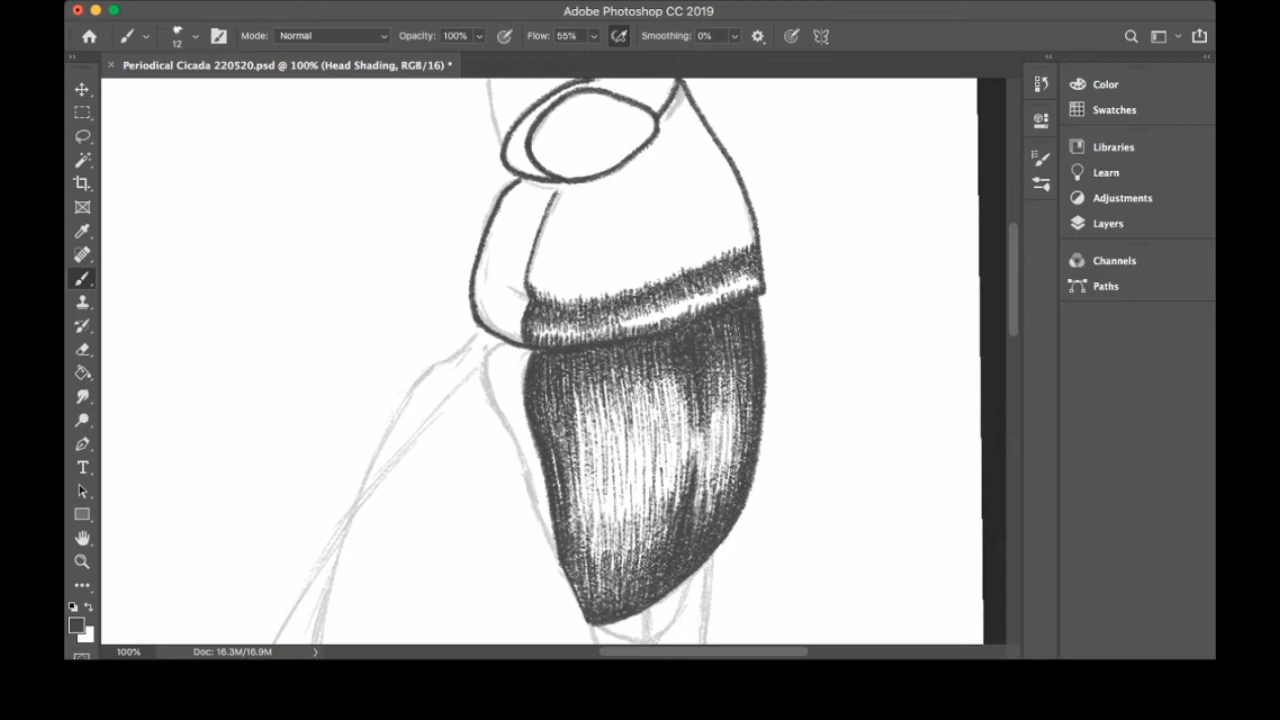 Adobe Photoshop CC 2019
12 Mode: Normal Opacity: 100% Flow: 55% Smoothing: 0%
× Periodical Cicada 220520.psd @ 100% (Head Shading, RGB/16) *
Color
Swatches
Libraries
Learn
Adjustments
Layers
Channels
Paths
100% Doc: 16.3M/16.9M